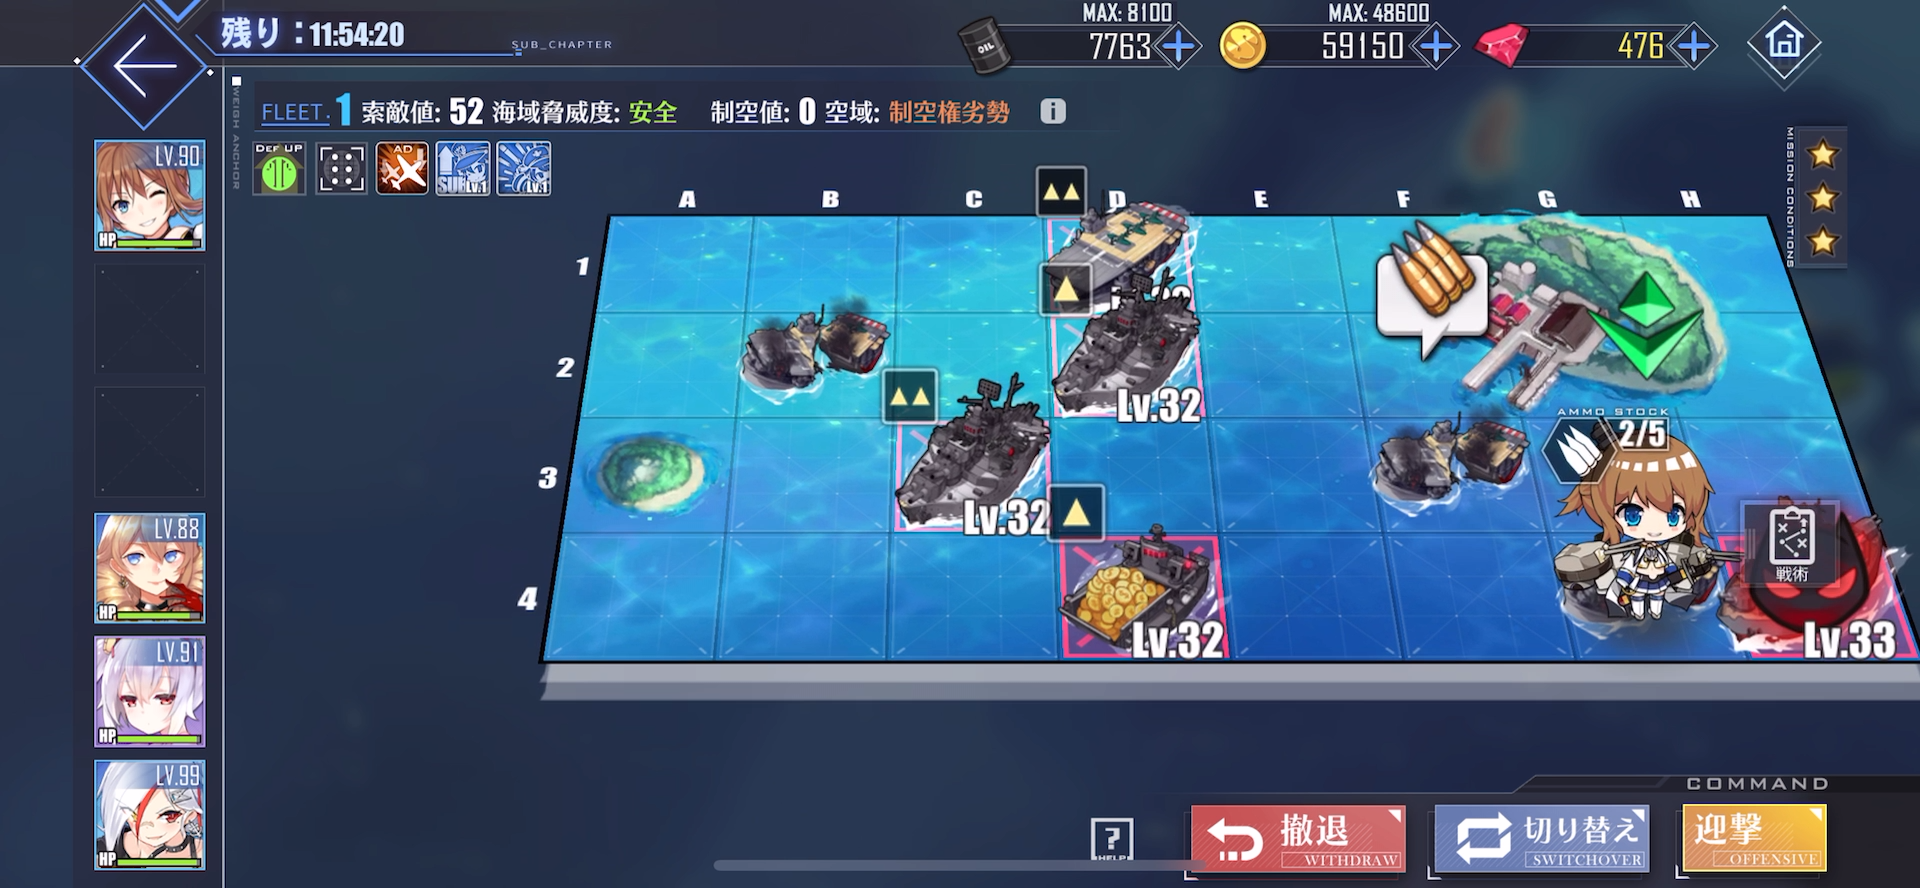 残り：11:54:20
SUB_CHAPTER
OIL
MAX: 8100
7763
MAX: 48600
59150
476
WEIGH ANCHOR
FLEET. 1 索敵値: 52 海域脅威度: 安全 制空値: 0 空域: 制空権劣勢
i
DEF UP
AD
SUB LV.1
LV.1
MISSION CONDITIONS
LV.90
HP
LV.88
HP
LV.91
HP
LV.99
HP
A B C D E F G H
1
2
3
4
Lv.32
Lv.32
Lv.32
AMMO STOCK
2/5
戦術
Lv.33
COMMAND
?
HELP
撤退
WITHDRAW
切り替え
SWITCHOVER
迎撃
OFFENSIVE